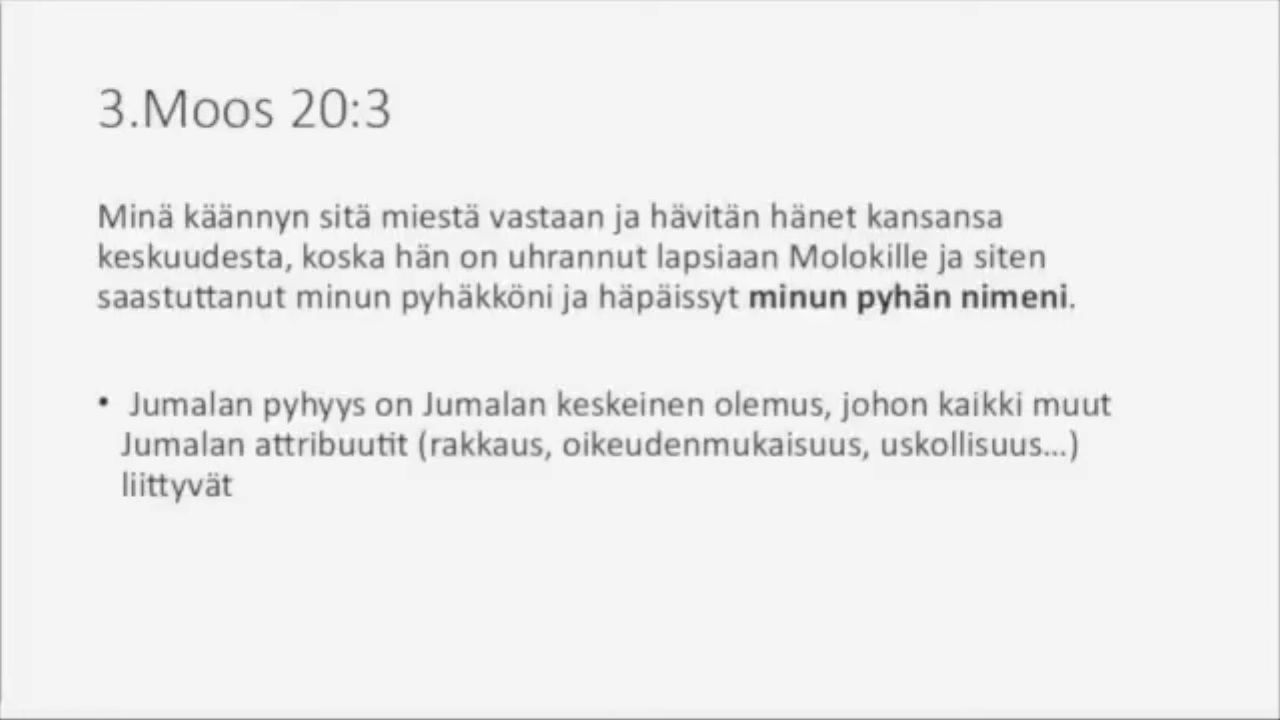 3.Moos 20:3
Minä käännyn sitä miestä vastaan ja hävitän hänet kansansa
keskuudesta, koska hän on uhrannut lapsiaan Molokille ja siten
saastuttanut minun pyhäkköni ja häpäissyt minun pyhän nimeni.
• Jumalan pyhyys on Jumalan keskeinen olemus, johon kaikki muut
Jumalan attribuutit (rakkaus, oikeudenmukaisuus, uskollisuus...)
liittyvät